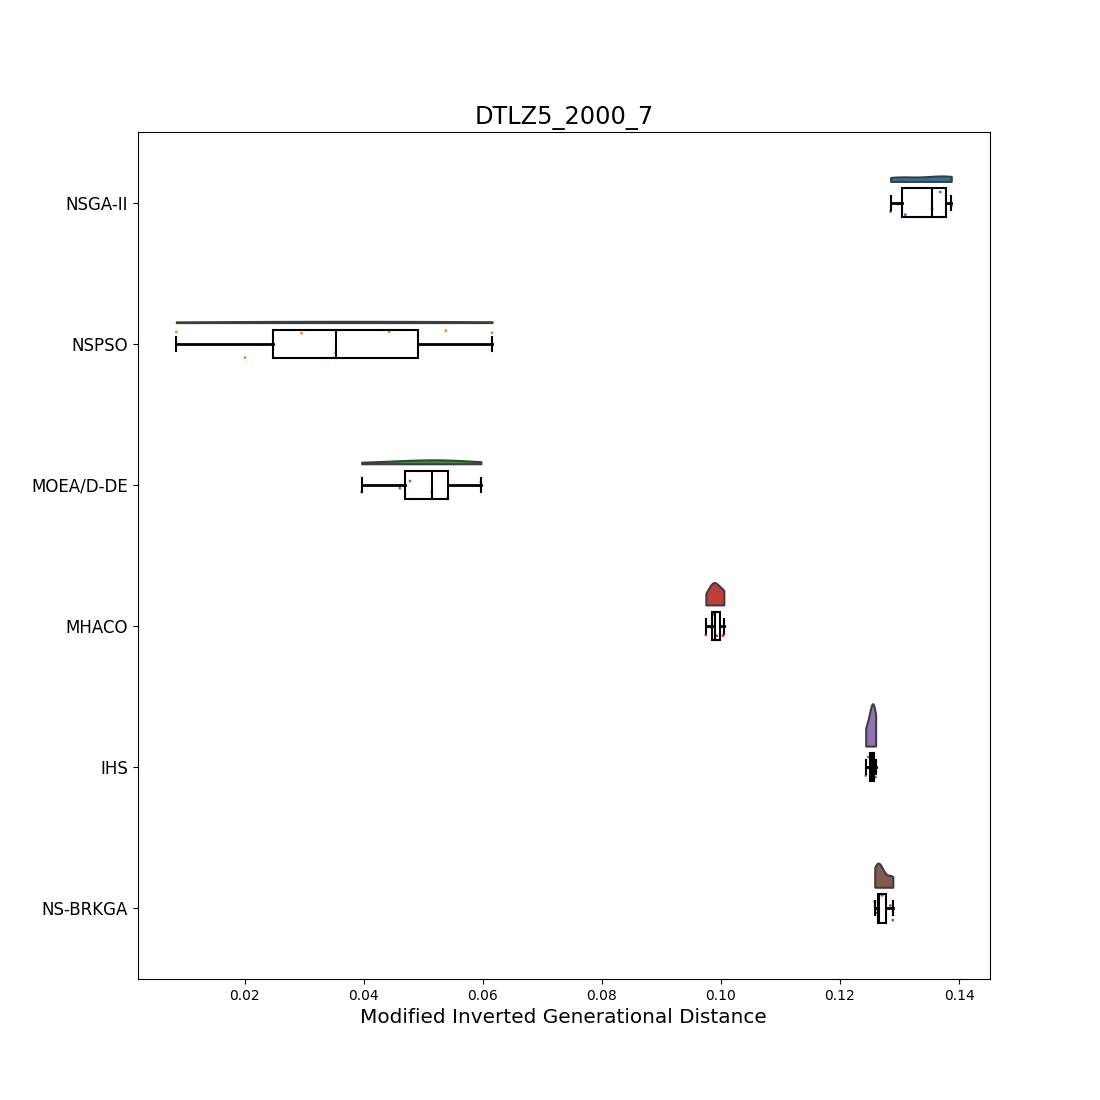 DTLZ5_2000_7
NSGA-II
NSPSO
MOEA/D-DE
MHACO
IHS
NS-BRKGA
0.02 0.04 0.06 0.08 0.10 0.12 0.14
Modified Inverted Generational Distance